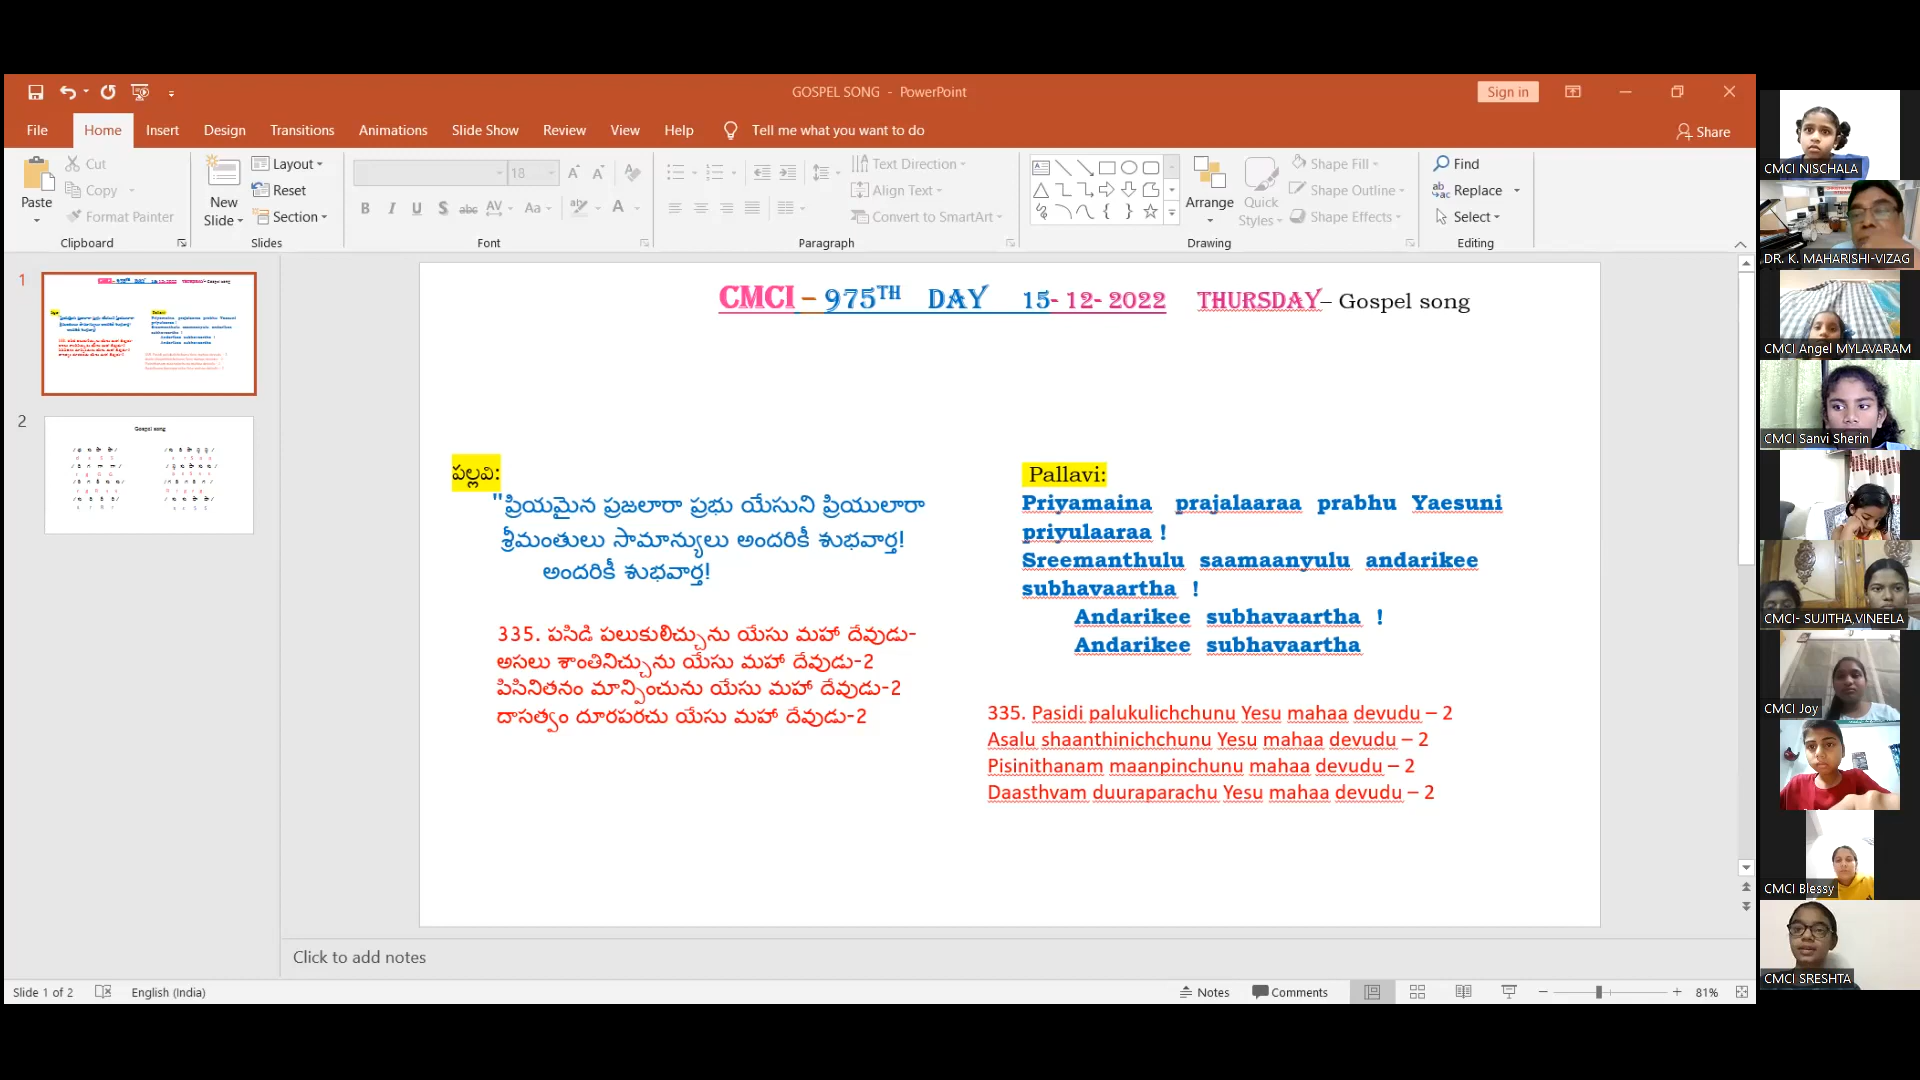 GOSPEL SONG - PowerPoint
Sign in
File Home Insert Design Transitions Animations Slide Show Review View Help Tell me what you want to do
Share
Paste
Cut
Copy
Format Painter
Clipboard
New Slide
Layout
Reset
Section
Slides
18
Font
Text Direction
Align Text
Convert to SmartArt
Paragraph
Arrange
Quick Styles
Shape Fill
Shape Outline
Shape Effects
Drawing
Find
Replace
Select
Editing
1
2
Gospel song
CMCI – 975TH DAY 15- 12- 2022 THURSDAY– Gospel song
పల్లవి:
"ప్రియమైన ప్రజలారా ప్రభు యేసుని ప్రియులారా
శ్రీమంతులు సామాన్యులు అందరికీ శుభవార్త!
అందరికీ శుభవార్త!
335. పసిడి పలుకులిచ్చును యేసు మహా దేవుడు-
అసలు శాంతినిచ్చును యేసు మహా దేవుడు-2
పిసినితనం మాన్పించును యేసు మహా దేవుడు-2
దాసత్వం దూరపరచు యేసు మహా దేవుడు-2
Pallavi:
Priyamaina prajalaaraa prabhu Yaesuni
priyulaaraa !
Sreemanthulu saamaanyulu andarikee
subhavaartha !
Andarikee subhavaartha !
Andarikee subhavaartha
335. Pasidi palukulichchunu Yesu mahaa devudu – 2
Asalu shaanthinichchunu Yesu mahaa devudu – 2
Pisinithanam maanpinchunu mahaa devudu – 2
Daasthvam duuraparachu Yesu mahaa devudu – 2
Click to add notes
Slide 1 of 2
English (India)
Notes
Comments
81%
CMCI NISCHALA
DR. K. MAHARISHI-VIZAG
CMCI Angel MYLAVARAM
CMCI Sanvi Sherin
CMCI- SUJITHA,VINEELA
CMCI Joy
CMCI Blessy
CMCI SRESHTA